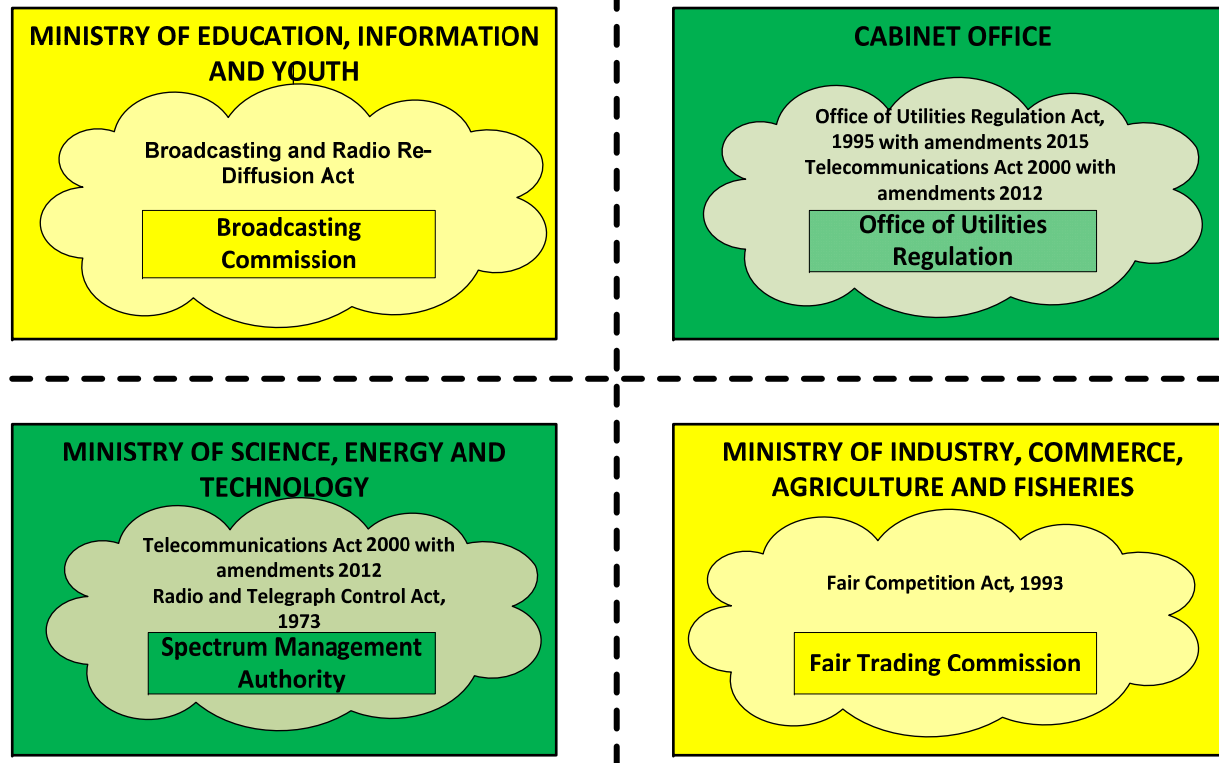 MINISTRY OF EDUCATION, INFORMATION
AND YOUTH
Broadcasting and Radio Re-
Diffusion Act
Broadcasting
Commission
CABINET OFFICE
Office of Utilities Regulation Act,
1995 with amendments 2015
Telecommunications Act 2000 with
amendments 2012
Office of Utilities
Regulation
MINISTRY OF SCIENCE, ENERGY AND
TECHNOLOGY
Telecommunications Act 2000 with
amendments 2012
Radio and Telegraph Control Act,
1973
Spectrum Management
Authority
MINISTRY OF INDUSTRY, COMMERCE,
AGRICULTURE AND FISHERIES
Fair Competition Act, 1993
Fair Trading Commission